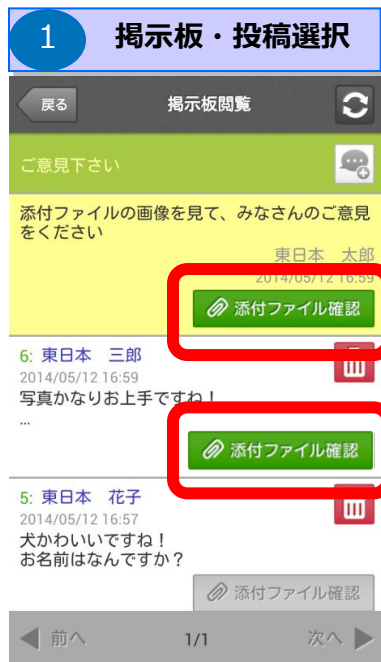 1 掲示板・投稿選択
戻る 掲示板閲覧
ご意見下さい
添付ファイルの画像を見て、みなさんのご意見
をください
東日本 太郎
2014/05/12 16:59
添付ファイル確認
6: 東日本 三郎
2014/05/12 16:59
写真かなりお上手ですね！
...
添付ファイル確認
5: 東日本 花子
2014/05/12 16:57
犬かわいいですね！
お名前はなんですか？
添付ファイル確認
前へ 1/1 次へ